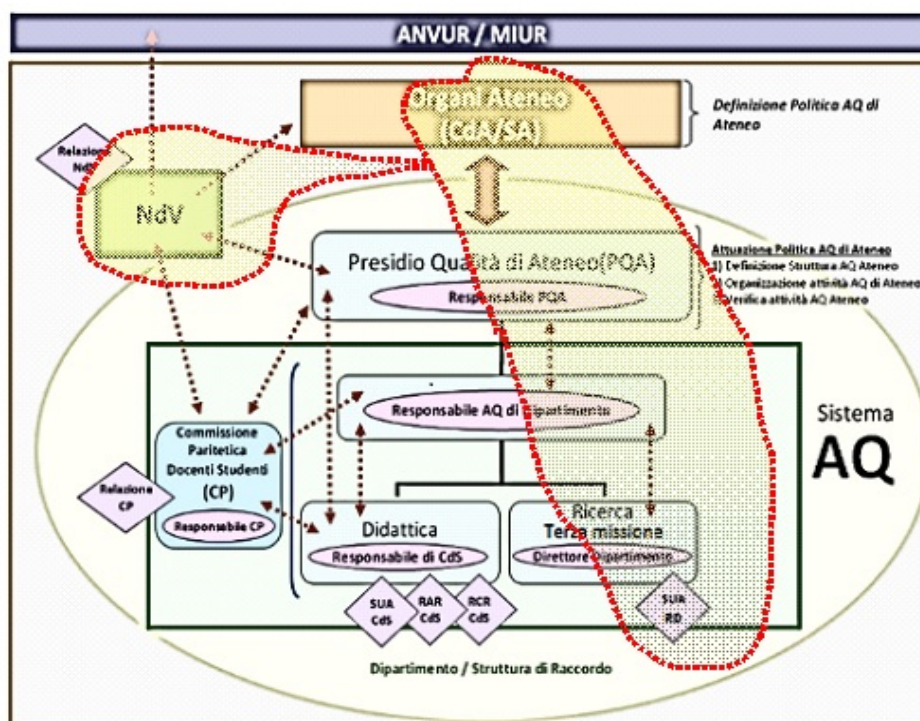 ANVUR / MIUR
Organi Ateneo
(CdA/SA)
Definizione Politica AQ di
Ateneo
Relazione
NdV
Presidio Qualità di Ateneo(PQA)
Responsabile PQA
Attuazione Politica AQ di Ateneo
1) Definizione Struttura AQ Ateneo
) Organizzazione attività AQ di Ateneo
Verifica attività AQ Ateneo
Responsabile AQ di Dipartimento
Sistema
AQ
Commissione
Paritetica
Docenti Studenti
(CP)
Responsabile CP
Relazione
CP
Didattica
Responsabile di CdS
Ricerca
Terza missione
Direttore Dipartimento
SUA
CdS
RAR
CdS
RCR
CdS
SUA
RD
Dipartimento / Struttura di Raccordo